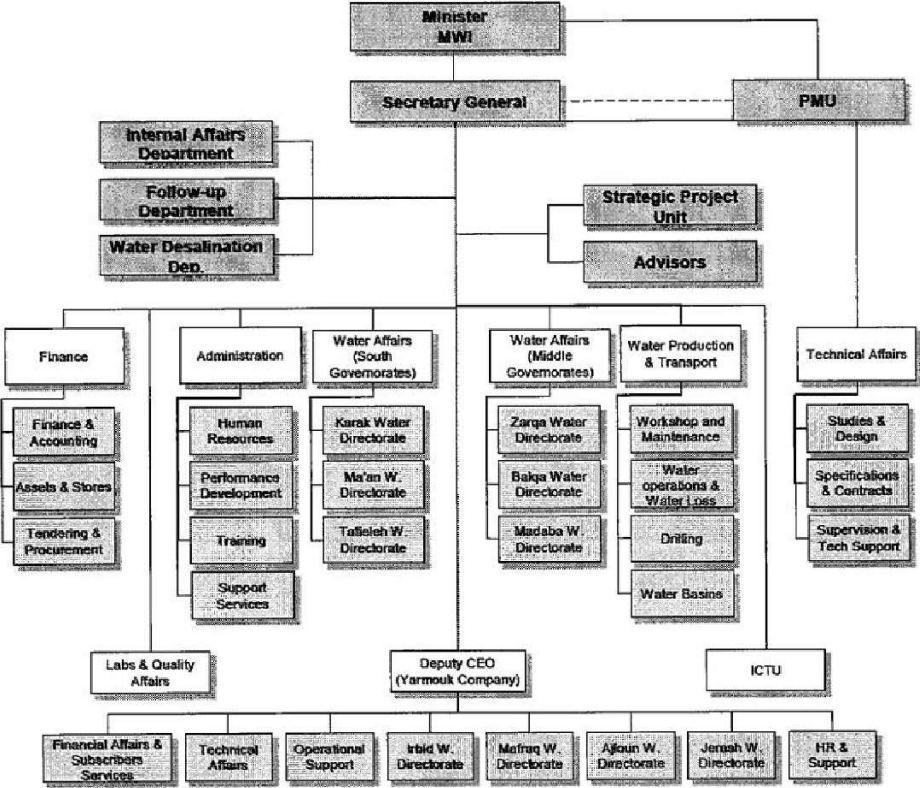 Minister
MWI
Secretary General
PMU
Internal Affairs
Department
Follow-up
Department
Water Desalination
Dep.
Strategic Project
Unit
Advisors
Finance
Administration
Water Affairs
(South
Governorates)
Water Affairs
(Middle
Governorates)
Water Production
& Transport
Technical Affairs
Finance &
Accounting
Assets & Stores
Tendering &
Procurement
Human
Resources
Performance
Development
Training
Support
Services
Karak Water
Directorate
Ma'an W.
Directorate
Tafieleh W.
Directorate
Zarqa Water
Directorate
Balqa Water
Directorate
Madaba W.
Directorate
Workshop and
Maintenance
Water
operations &
Water Loss
Drilling
Water Basins
Studies &
Design
Specifications
& Contracts
Supervision &
Tech Support
Labs & Quality
Affairs
Deputy CEO
(Yarmouk Company)
ICTU
Financial Affairs &
Subscribers
Services
Technical
Affairs
Operational
Support
Irbid W.
Directorate
Mafraq W.
Directorate
Ajloun W.
Directorate
Jerash W.
Directorate
HR &
Support